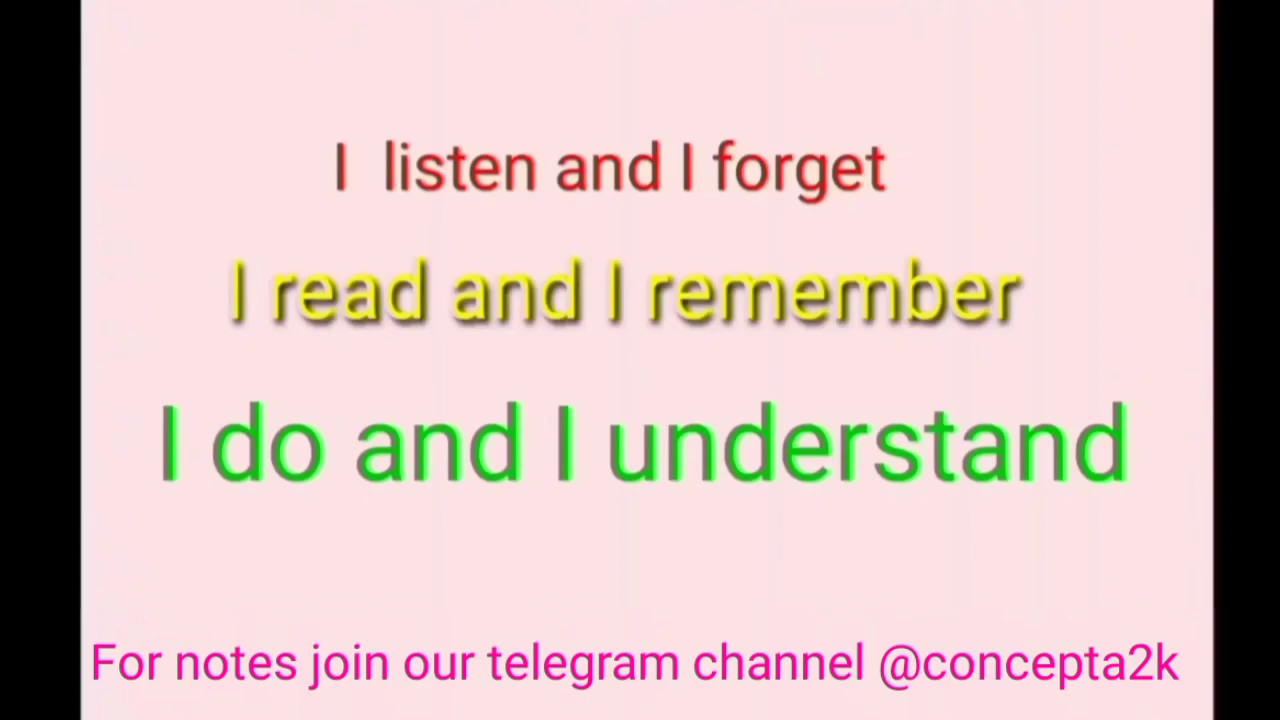 I listen and I forget
I read and I remember
I do and I understand
For notes join our telegram channel @concepta2k